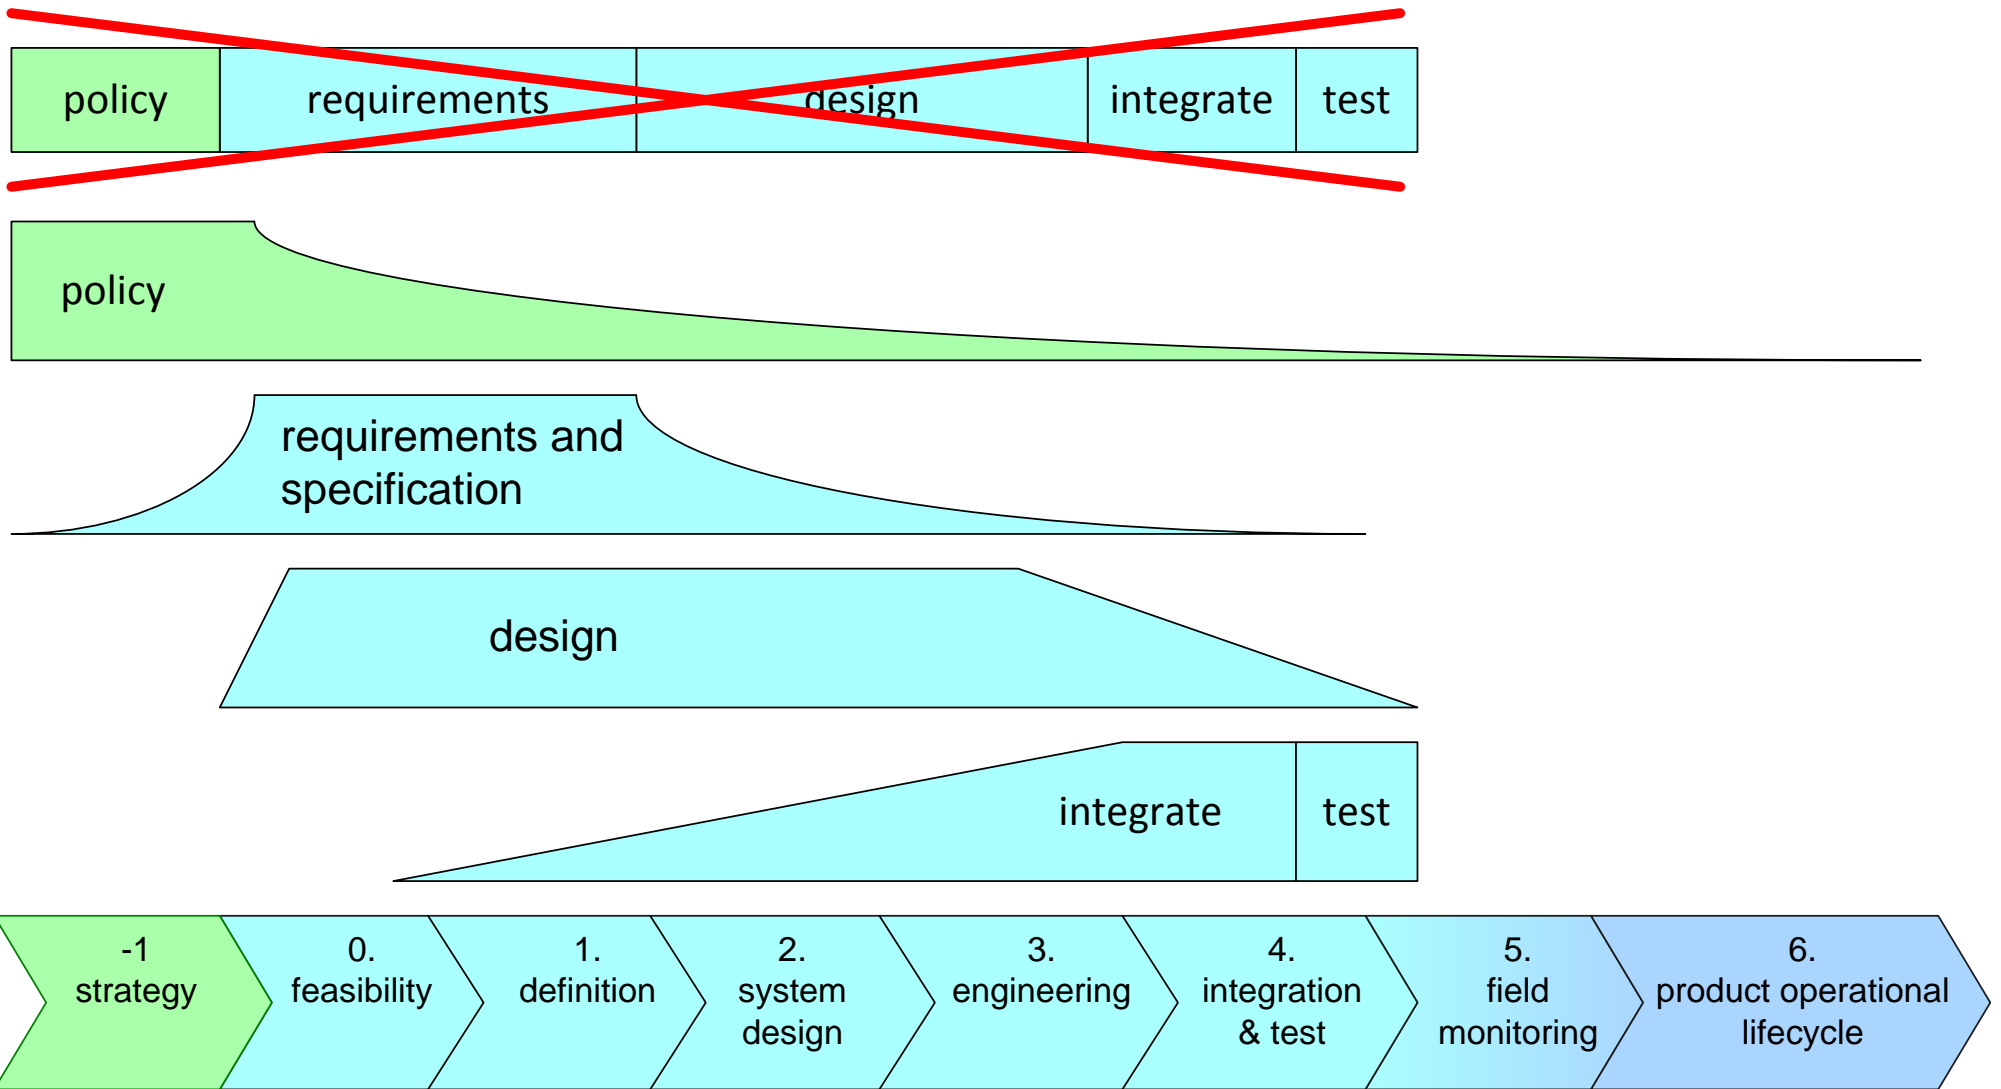 policy
requirements
design
integrate
test
policy
requirements and
specification
design
integrate
test
-1
strategy
0.
feasibility
1.
definition
2.
system
design
3.
engineering
4.
integration
& test
5.
field
monitoring
6.
product operational
lifecycle